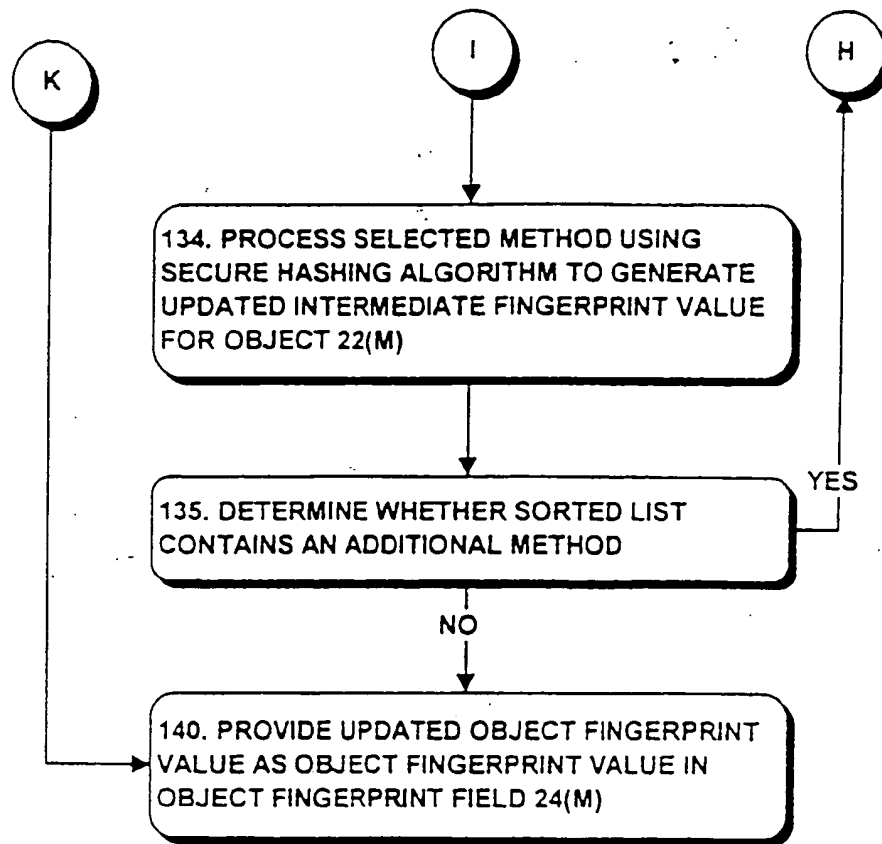 K
I
H
134. PROCESS SELECTED METHOD USING
SECURE HASHING ALGORITHM TO GENERATE
UPDATED INTERMEDIATE FINGERPRINT VALUE
FOR OBJECT 22(M)
YES
135. DETERMINE WHETHER SORTED LIST
CONTAINS AN ADDITIONAL METHOD
NO
140. PROVIDE UPDATED OBJECT FINGERPRINT
VALUE AS OBJECT FINGERPRINT VALUE IN
OBJECT FINGERPRINT FIELD 24(M)